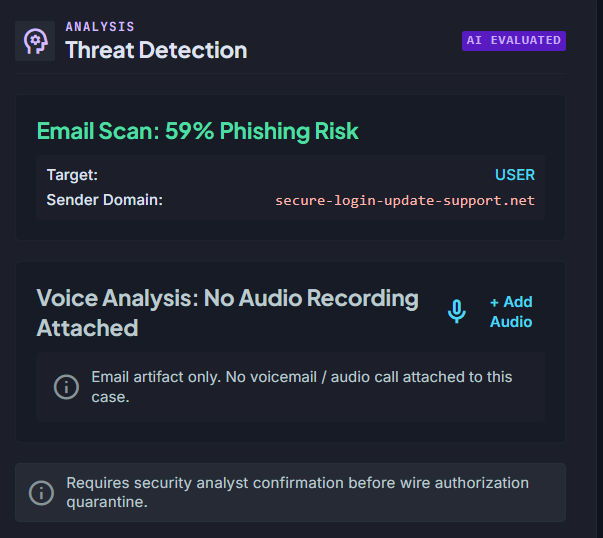 ANALYSIS
Threat Detection
AI EVALUATED
Email Scan: 59% Phishing Risk
Target:
USER
Sender Domain:
secure-login-update-support.net
Voice Analysis: No Audio Recording
Attached
+ Add
Audio
Email artifact only. No voicemail / audio call attached to this
case.
Requires security analyst confirmation before wire authorization
quarantine.